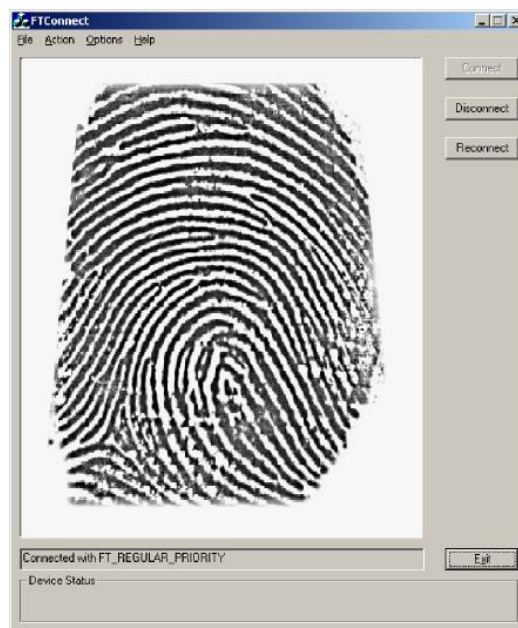 FTConnect
File Action Options Help
Connect
Disconnect
Reconnect
Connected with FT_REGULAR_PRIORITY
Exit
Device Status